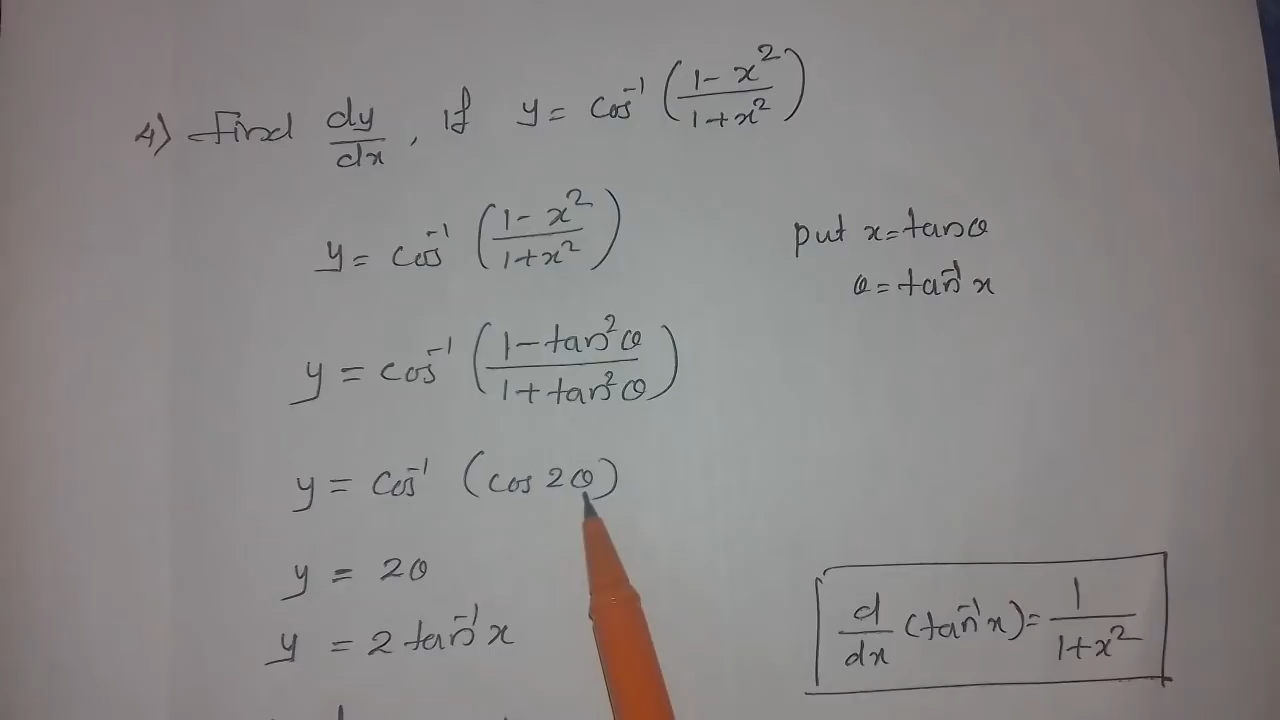 4) Find dy/dx, if y = cos⁻¹ (1 - x²/1 + x²)
y = cos⁻¹ (1 - x²/1 + x²)
put x = tanθ
θ = tan⁻¹ x
y = cos⁻¹ (1 - tan²θ/1 + tan²θ)
y = cos⁻¹ (cos 2θ)
y = 2θ
y = 2 tan⁻¹ x
d/dx (tan⁻¹ x) = 1/1 + x²